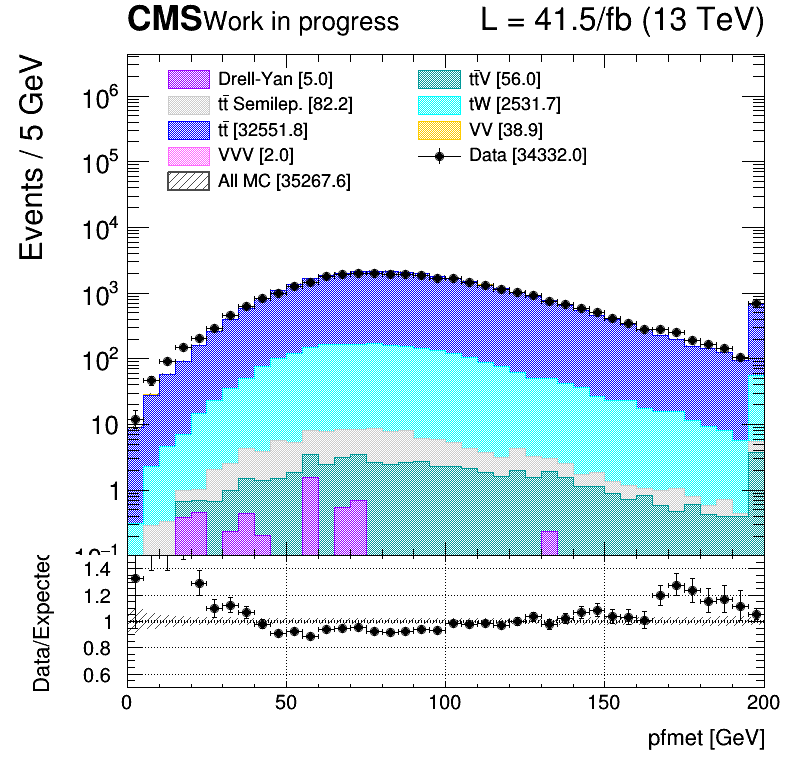 CMS Work in progress L = 41.5/fb (13 TeV)
Events / 5 GeV
Drell-Yan [5.0]
tt̄V [56.0]
tt̄ Semilep. [82.2]
tW [2531.7]
tt̄ [32551.8]
VV [38.9]
VVV [2.0]
Data [34332.0]
All MC [35267.6]
10⁶
10⁵
10⁴
10³
10²
10
1
10⁻¹
Data/Expected
1.4
1.2
1
0.8
0.6
0 50 100 150 200
pfmet [GeV]